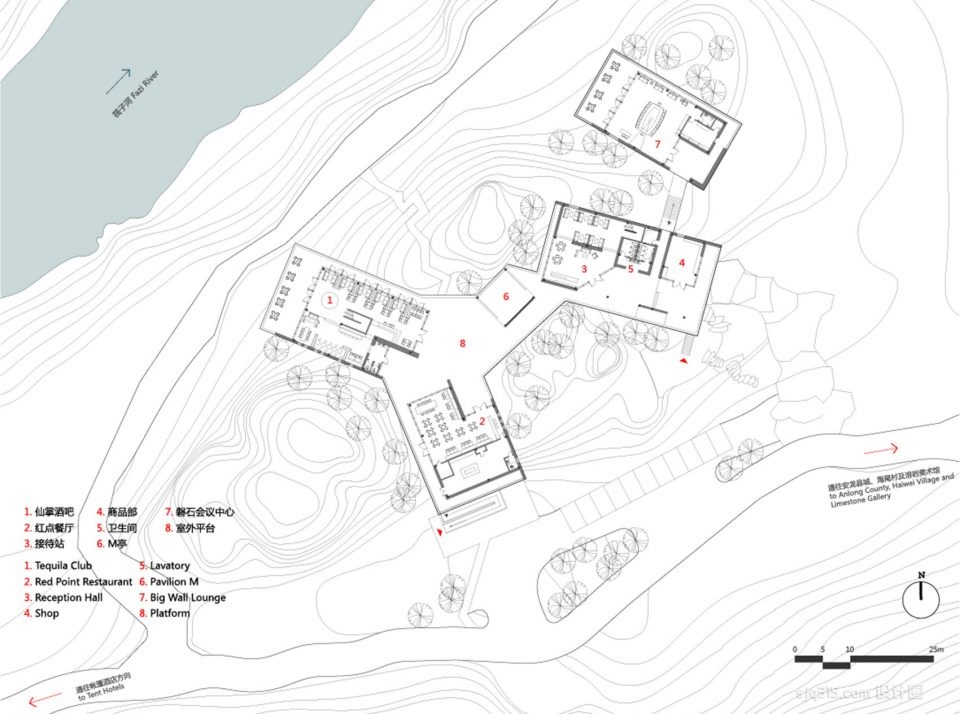 筏子河 Fazi River
7
4
3
5
6
1
8
2
通往安龙县城、海尾村及溶岩美术馆
to Anlong County, Haiwei Village and
Limestone Gallery
1. 仙掌酒吧 4. 商品部 7. 磐石会议中心
2. 红点餐厅 5. 卫生间 8. 室外平台
3. 接待站 6. M亭
1. Tequila Club 5. Lavatory
2. Red Point Restaurant 6. Pavilion M
3. Reception Hall 7. Big Wall Lounge
4. Shop 8. Platform
N
0 5 10 25m
通往帐篷酒店方向
to Tent Hotels
sjq315.com 设计圈